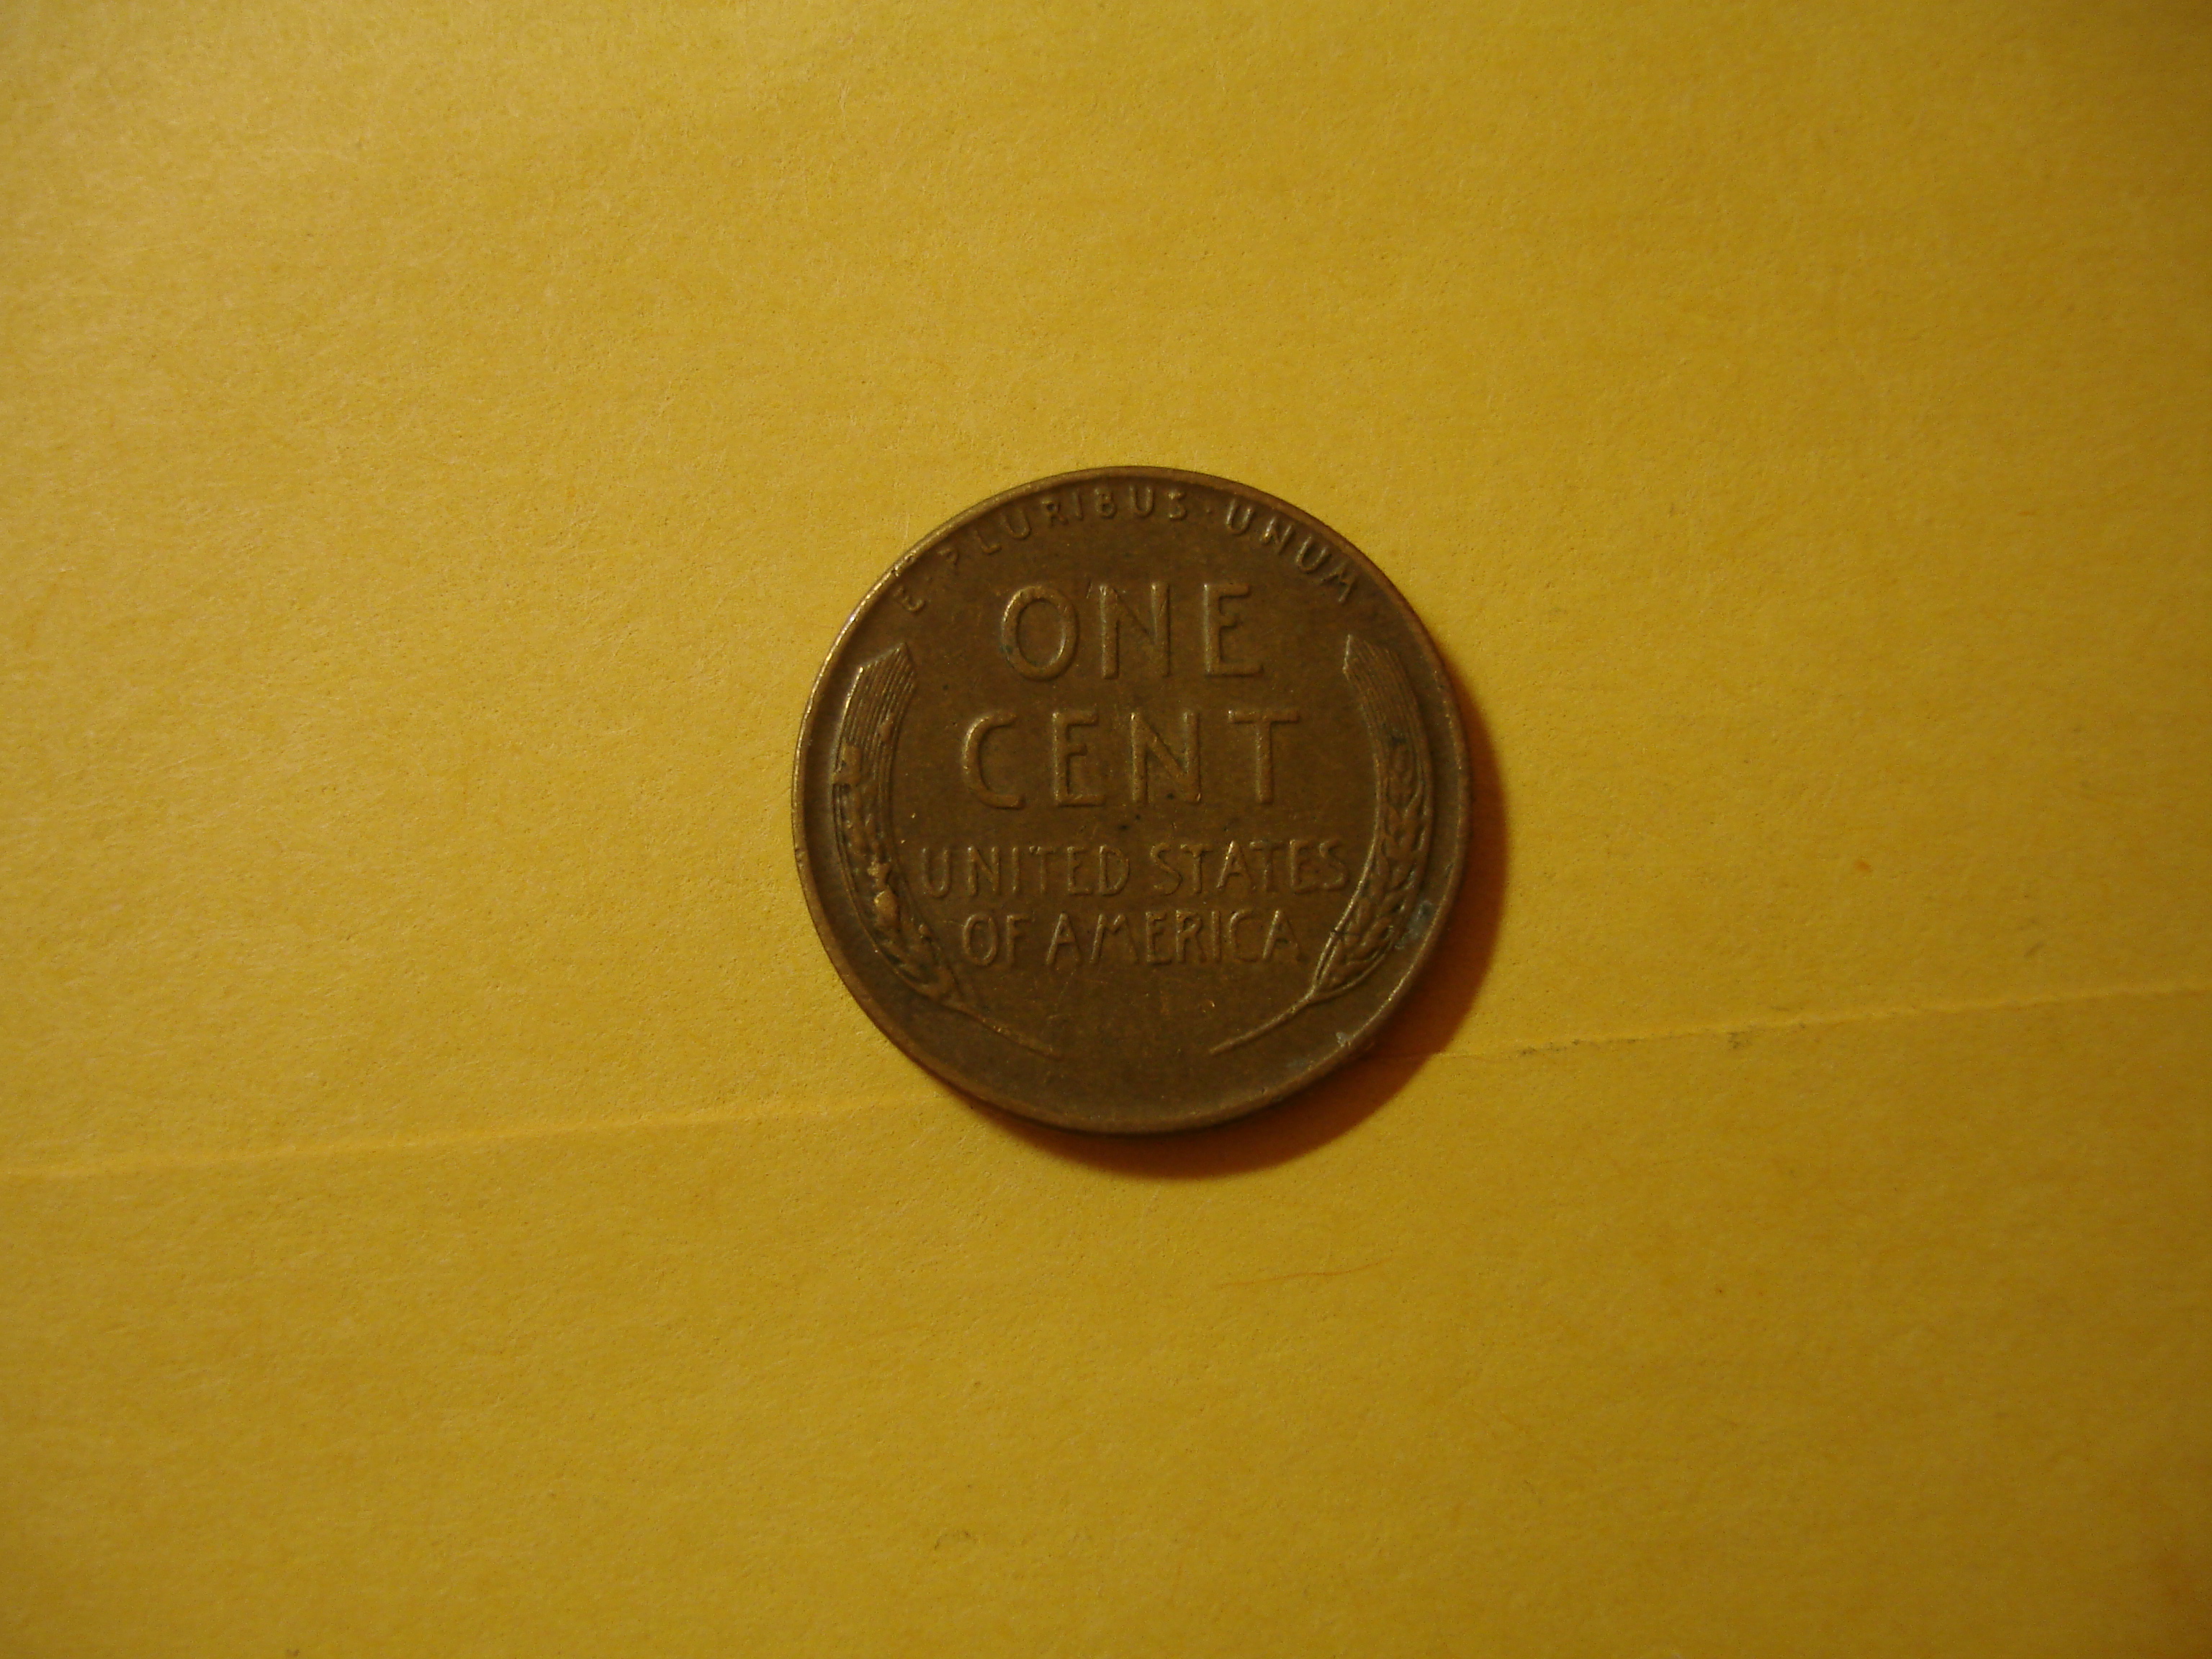 E·PLURIBUS·UNUM
ONE
CENT
UNITED STATES
OF AMERICA